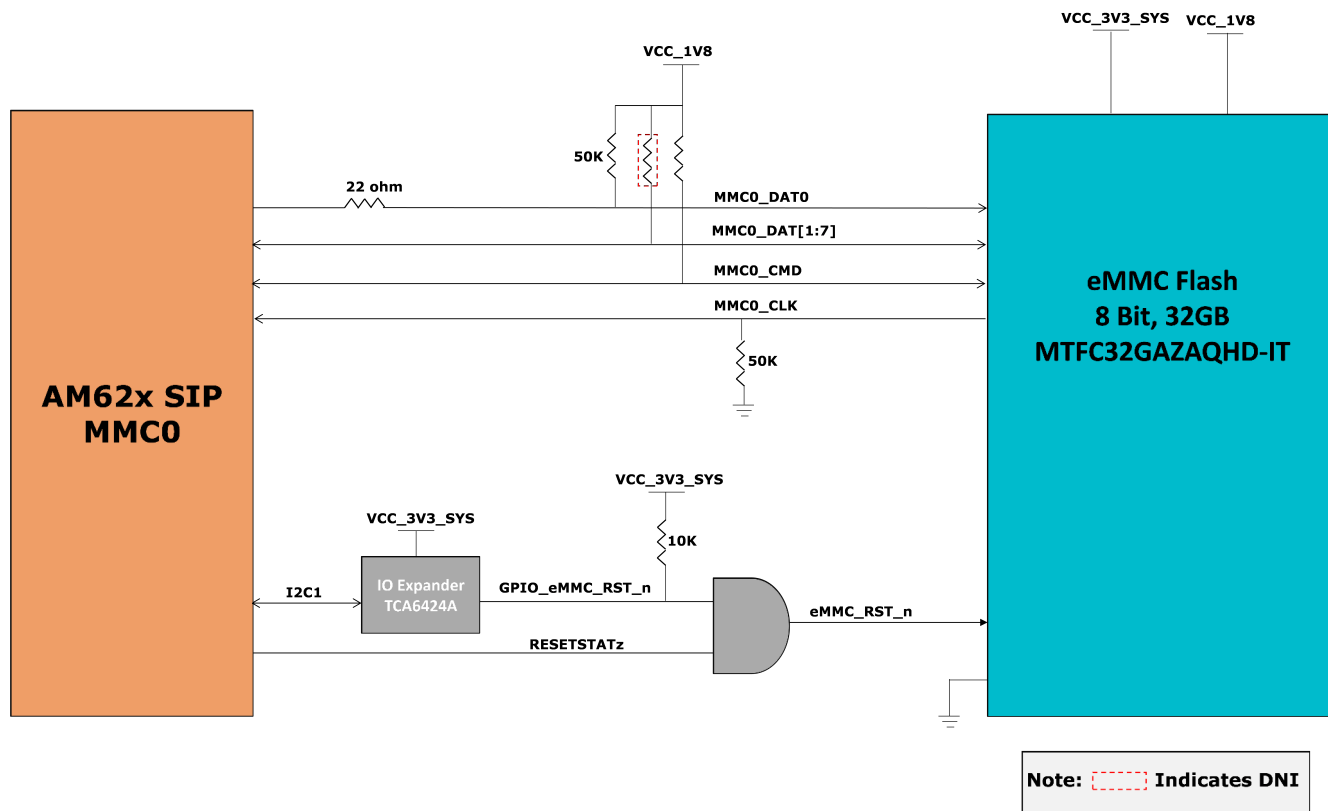 VCC_3V3_SYS
VCC_1V8
VCC_1V8
50K
22 ohm
MMC0_DAT0
MMC0_DAT[1:7]
MMC0_CMD
MMC0_CLK
50K
eMMC Flash
8 Bit, 32GB
MTFC32GAZAQHD-IT
AM62x SIP
MMC0
VCC_3V3_SYS
10K
VCC_3V3_SYS
I2C1
IO Expander
TCA6424A
GPIO_eMMC_RST_n
eMMC_RST_n
RESETSTATz
Note: Indicates DNI